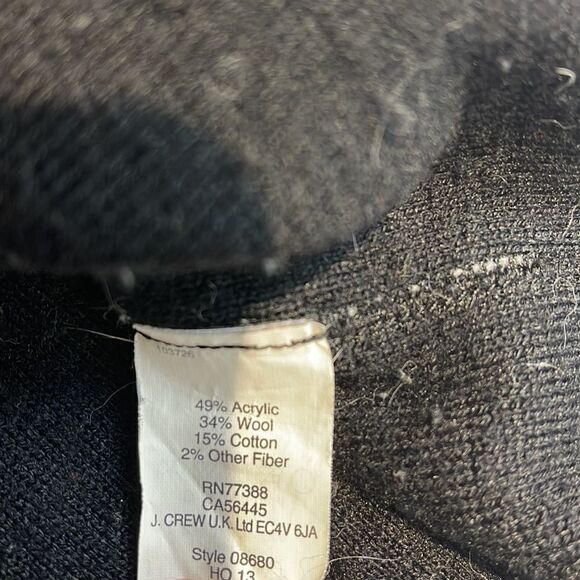 103726
49% Acrylic
34% Wool
15% Cotton
2% Other Fiber
RN77388
CA56445
J. CREW U.K. Ltd EC4V 6JA
Style 08680
HO 13